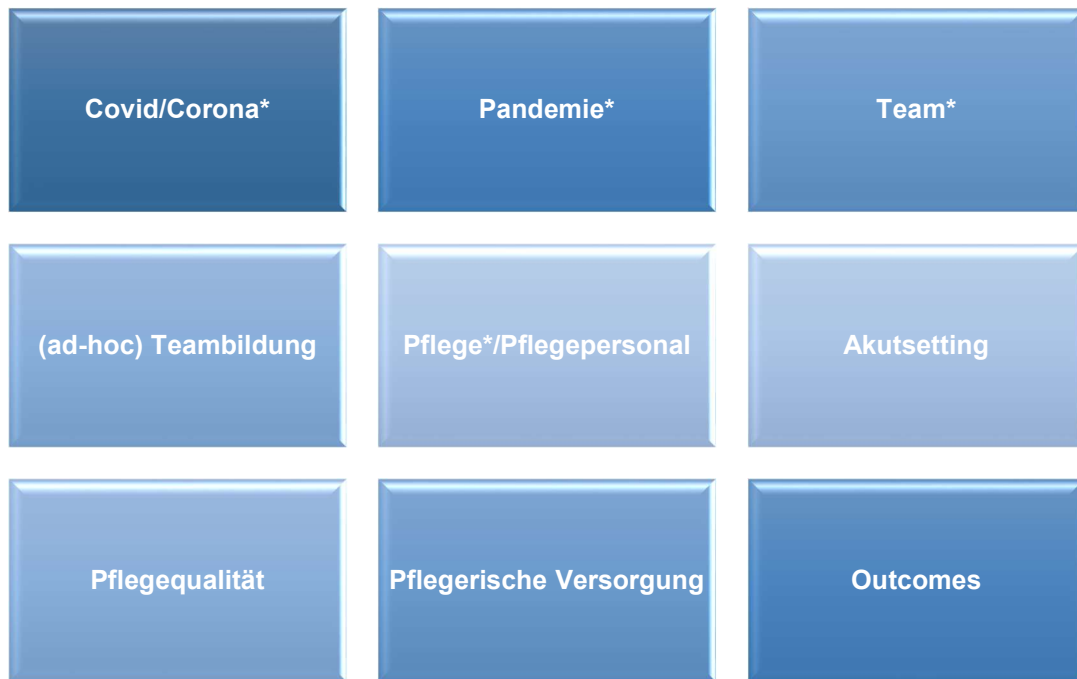 Covid/Corona*
Pandemie*
Team*
(ad-hoc) Teambildung
Pflege*/Pflegepersonal
Akutsetting
Pflegequalität
Pflegerische Versorgung
Outcomes